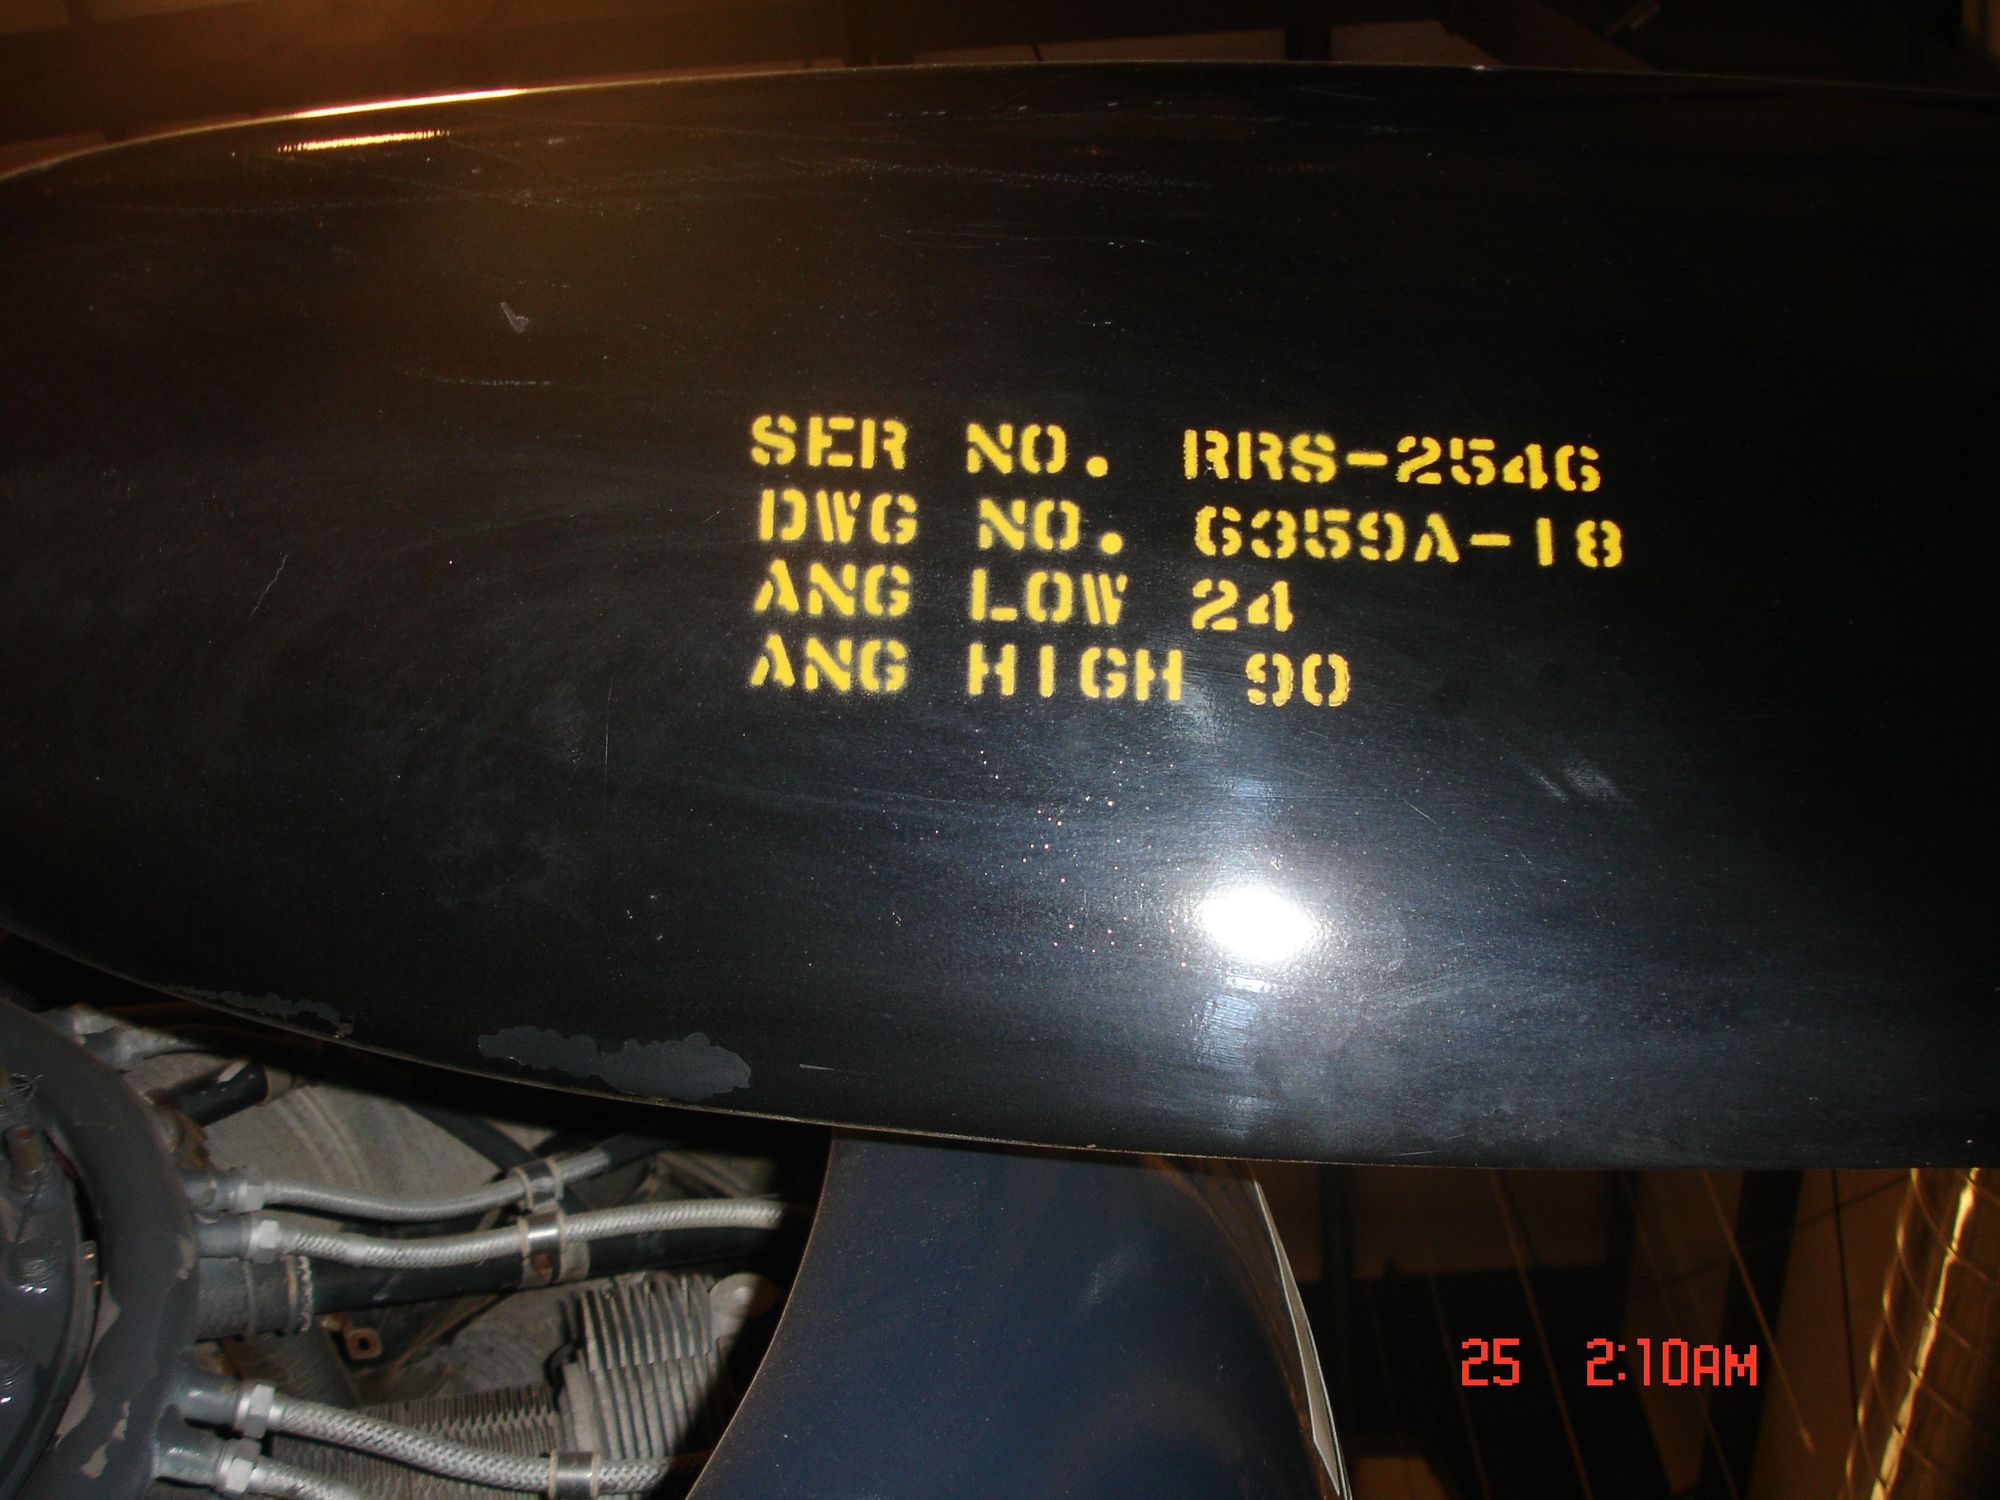 SER NO. RRS-2546
DWG NO. 6359A-18
ANG LOW 24
ANG HIGH 90
25 2:10AM